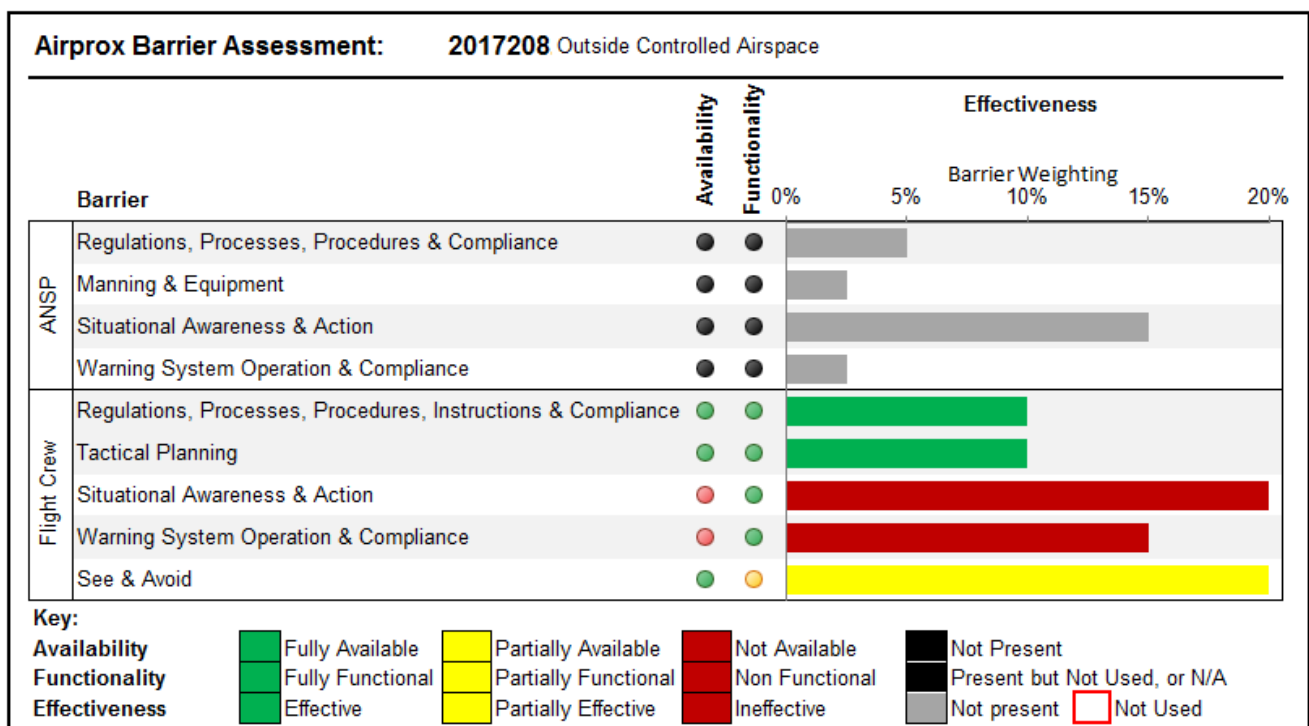 Airprox Barrier Assessment: 2017208 Outside Controlled Airspace
Barrier
Availability
Functionality
Effectiveness
Barrier Weighting
0% 5% 10% 15% 20%
ANSP
Regulations, Processes, Procedures & Compliance
Manning & Equipment
Situational Awareness & Action
Warning System Operation & Compliance
Flight Crew
Regulations, Processes, Procedures, Instructions & Compliance
Tactical Planning
Situational Awareness & Action
Warning System Operation & Compliance
See & Avoid
Key:
Availability Fully Available Partially Available Not Available Not Present
Functionality Fully Functional Partially Functional Non Functional Present but Not Used, or N/A
Effectiveness Effective Partially Effective Ineffective Not present Not Used